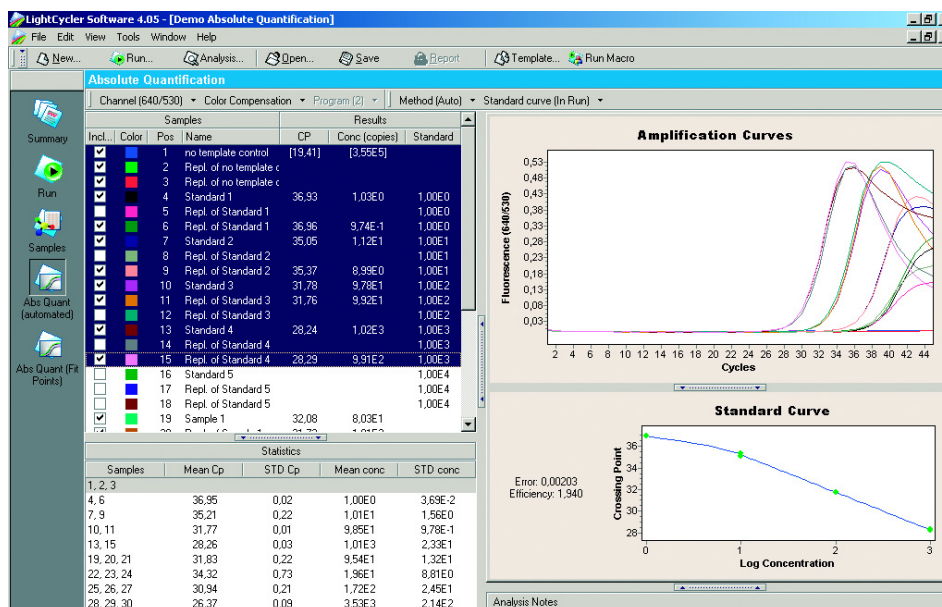 LightCycler Software 4.05 - [Demo Absolute Quantification]
File Edit View Tools Window Help
New... Run... Analysis... Open... Save Report Template... Run Macro
Absolute Quantification
Channel (640/530) Color Compensation Program (2) Method (Auto) Standard curve (In Run)
Summary
Run
Samples
Abs Quant (automated)
Abs Quant (Fit Points)
Samples Results
Incl... Color Pos Name CP Conc (copies) Standard
1 no template control [19,41] [3,55E5]
2 Repl. of no template c
3 Repl. of no template c
4 Standard 1 36,93 1,03E0 1,00E0
5 Repl. of Standard 1 1,00E0
6 Repl. of Standard 1 36,96 9,74E-1 1,00E0
7 Standard 2 35,05 1,12E1 1,00E1
8 Repl. of Standard 2 1,00E1
9 Repl. of Standard 2 35,37 8,99E0 1,00E1
10 Standard 3 31,78 9,78E1 1,00E2
11 Repl. of Standard 3 31,76 9,92E1 1,00E2
12 Repl. of Standard 3 1,00E2
13 Standard 4 28,24 1,02E3 1,00E3
14 Repl. of Standard 4 1,00E3
15 Repl. of Standard 4 28,29 9,91E2 1,00E3
16 Standard 5 1,00E4
17 Repl. of Standard 5 1,00E4
18 Repl. of Standard 5 1,00E4
19 Sample 1 32,08 8,03E1
Statistics
Samples Mean Cp STD Cp Mean conc STD conc
1, 2, 3
4, 6 36,95 0,02 1,00E0 3,69E-2
7, 9 35,21 0,22 1,01E1 1,56E0
10, 11 31,77 0,01 9,85E1 9,78E-1
13, 15 28,26 0,03 1,01E3 2,33E1
19, 20, 21 31,83 0,22 9,54E1 1,32E1
22, 23, 24 34,32 0,73 1,96E1 8,81E0
25, 26, 27 30,94 0,21 1,72E2 2,45E1
28, 29, 30 26,37 0,09 3,53E3 2,14E2
Amplification Curves
Fluorescence (640/530)
0,53
0,48
0,43
0,38
0,33
0,28
0,23
0,18
0,13
0,08
0,03
2 4 6 8 10 12 14 16 18 20 22 24 26 28 30 32 34 36 38 40 42 44
Cycles
Standard Curve
Error: 0,00203
Efficiency: 1,940
Crossing Point
36
34
32
30
28
0 1 2 3
Log Concentration
Analysis Notes